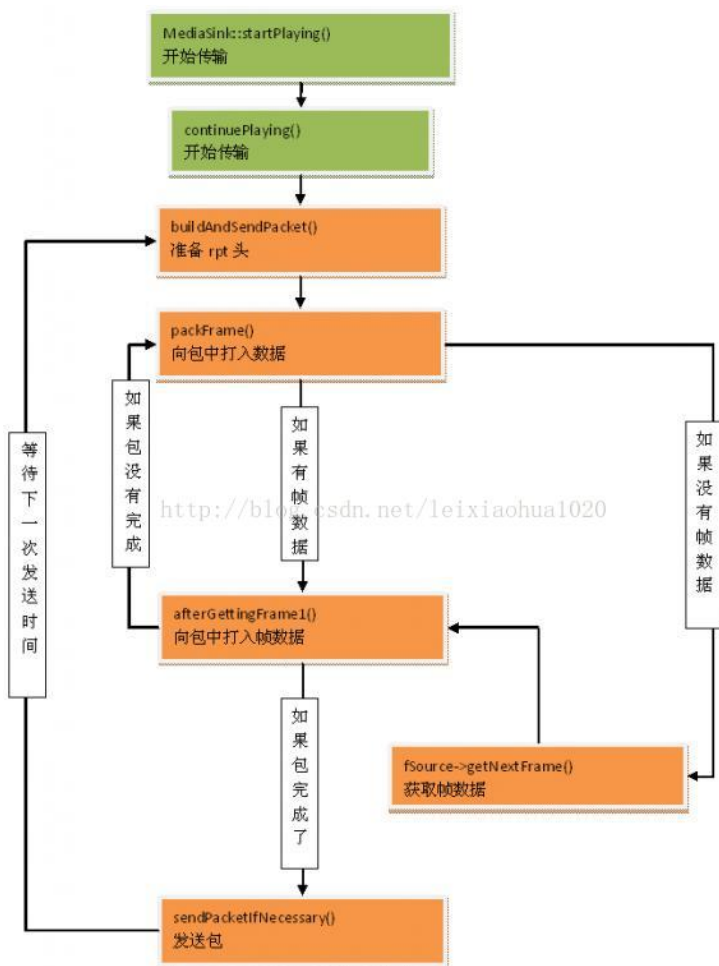 MediaSink::startPlaying()
开始传输
continuePlaying()
开始传输
buildAndSendPacket()
准备 rpt 头
packFrame()
向包中打入数据
如果包没有完成
如果有帧数据
如果没有帧数据
等待下一次发送时间
http://blog.csdn.net/leixiaohua1020
afterGettingFrame1()
向包中打入帧数据
如果包完成了
fSource->getNextFrame()
获取帧数据
sendPacketIfNecessary()
发送包